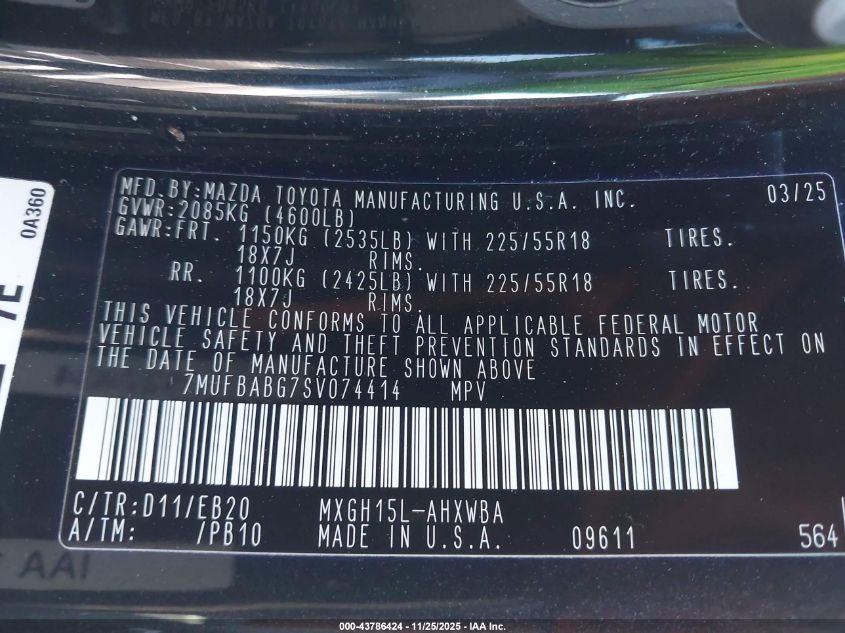 0A360
MFD.BY:MAZDA TOYOTA MANUFACTURING U.S.A. INC. 03/25
GVWR:2085KG (4600LB)
GAWR:FRT. 1150KG (2535LB) WITH 225/55R18 TIRES.
18X7J RIMS.
RR. 1100KG (2425LB) WITH 225/55R18 TIRES.
18X7J RIMS.
THIS VEHICLE CONFORMS TO ALL APPLICABLE FEDERAL MOTOR
VEHICLE SAFETY AND THEFT PREVENTION STANDARDS IN EFFECT ON
THE DATE OF MANUFACTURE SHOWN ABOVE
7MUFBABG7SV074414 MPV
C/TR:D11/EB20 MXGH15L-AHXWBA
A/TM: /PB10 MADE IN U.S.A. 09611 564
000-43786424 - 11/25/2025 - IAA Inc.